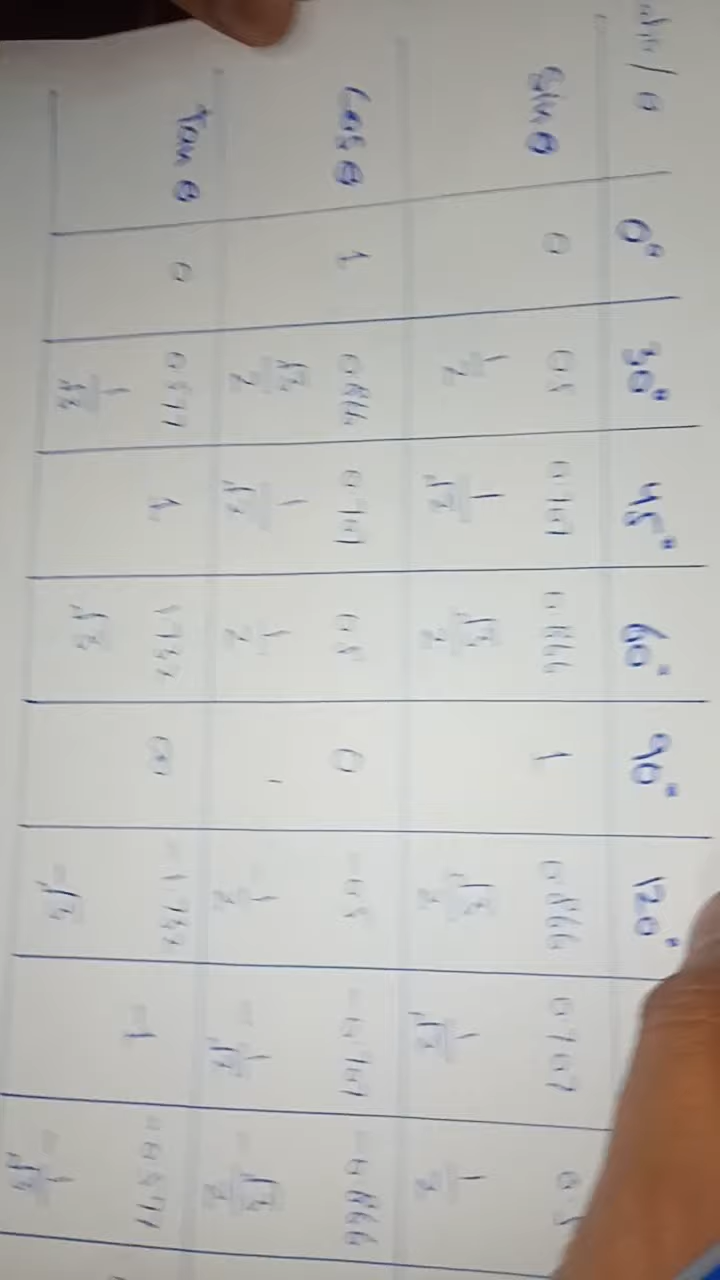 / θ 0° 30° 45° 60° 90° 120°
Sin θ 0 0.5 0.707 0.866 1 0.866 0.707 0.5
1/2 1/√2 √3/2 √3/2 1/√2 1/2
Cos θ 1 0.866 0.707 0.5 0 -0.5 -0.707 -0.866
√3/2 1/√2 1/2 -1/2 -1/√2 -√3/2
Tan θ 0 0.577 1 1.732 ∞ -1.732 -1 -0.577
1/√3 √3 -√3 -1/√3